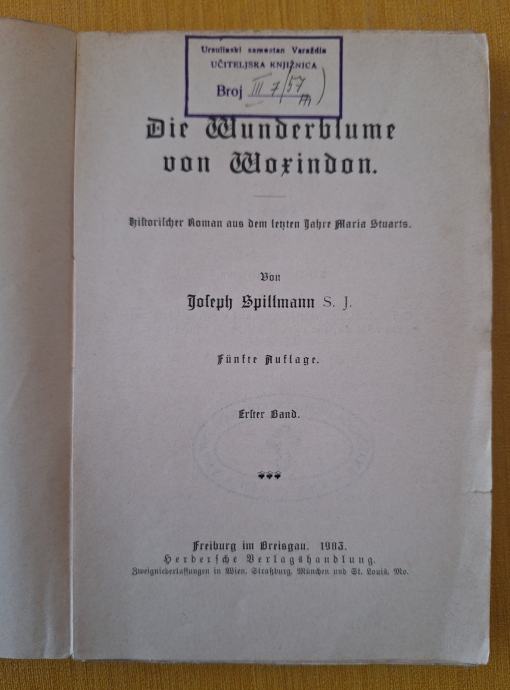 Uršulinski samostan Varaždin
UČITELJSKA KNJIŽNICA
Broj III 7/57
Die Wunderblume
von Woxindon.
Historischer Roman aus dem letzten Jahre Maria Stuarts.
Von
Joseph Spillmann S. J.
Fünfte Auflage.
Erster Band.
Freiburg im Breisgau. 1903.
Herdersche Verlagshandlung.
Zweigniederlassungen in Wien, Straßburg, München und St. Louis, Mo.